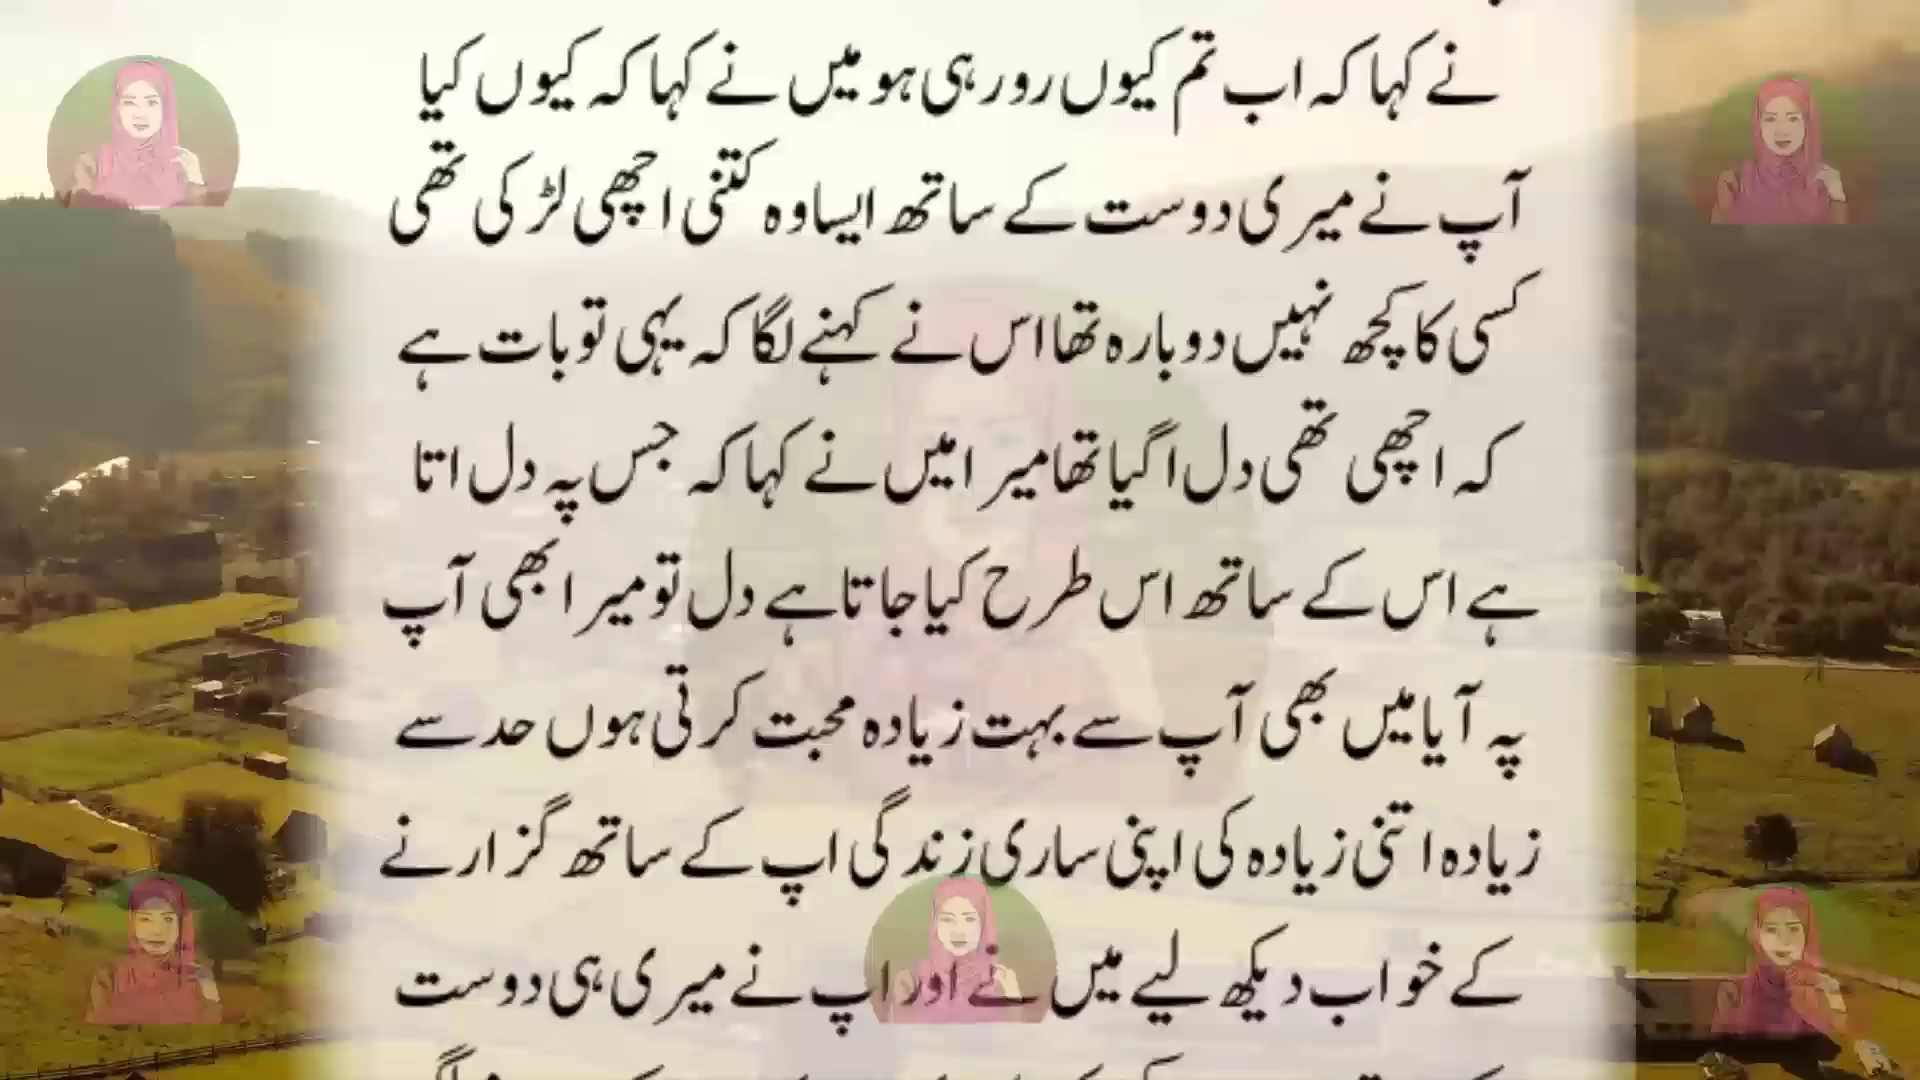 نے کہا کہ اب تم کیوں رو رہی ہو میں نے کہا کہ کیوں کیا
آپ نے میری دوست کے ساتھ ایسا وہ کتنی اچھی لڑکی تھی
کسی کا کچھ نہیں دوبارہ تھا اس نے کہنے لگا کہ یہی تو بات ہے
کہ اچھی تھی دل اگیا تھا میرا میں نے کہا کہ جس پہ دل اتا
ہے اس کے ساتھ اس طرح کیا جاتا ہے دل تو میرا بھی آپ
پہ آیا میں بھی آپ سے بہت زیادہ محبت کرتی ہوں حد سے
زیادہ اتنی زیادہ کی اپنی ساری زندگی اپ کے ساتھ گزارنے
کے خواب دیکھ لیے میں نے اور اپ نے میری ہی دوست